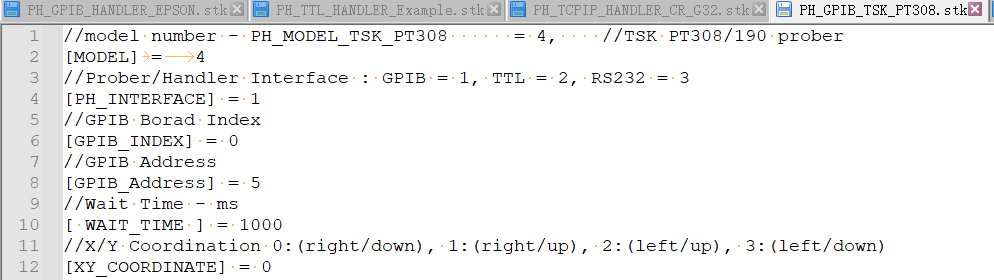 PH_GPIB_HANDLER_EPSON.stk PH_TTL_HANDLER_Example.stk PH_TCPIP_HANDLER_CR_G32.stk PH_GPIB_TSK_PT308.stk
1 //model number - PH_MODEL_TSK_PT308 = 4, //TSK PT308/190 prober
2 [MODEL] = 4
3 //Prober/Handler Interface : GPIB = 1, TTL = 2, RS232 = 3
4 [PH_INTERFACE] = 1
5 //GPIB Borad Index
6 [GPIB_INDEX] = 0
7 //GPIB Address
8 [GPIB_Address] = 5
9 //Wait Time - ms
10 [ WAIT_TIME ] = 1000
11 //X/Y Coordination 0:(right/down), 1:(right/up), 2:(left/up), 3:(left/down)
12 [XY_COORDINATE] = 0